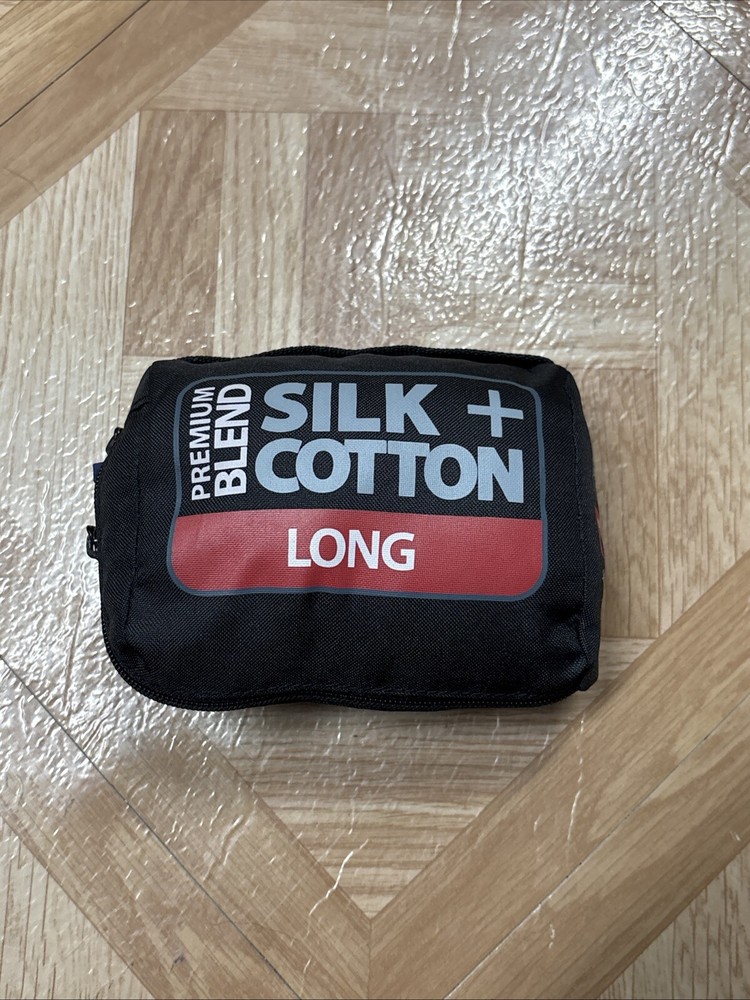 PREMIUM
BLEND
SILK +
COTTON
LONG